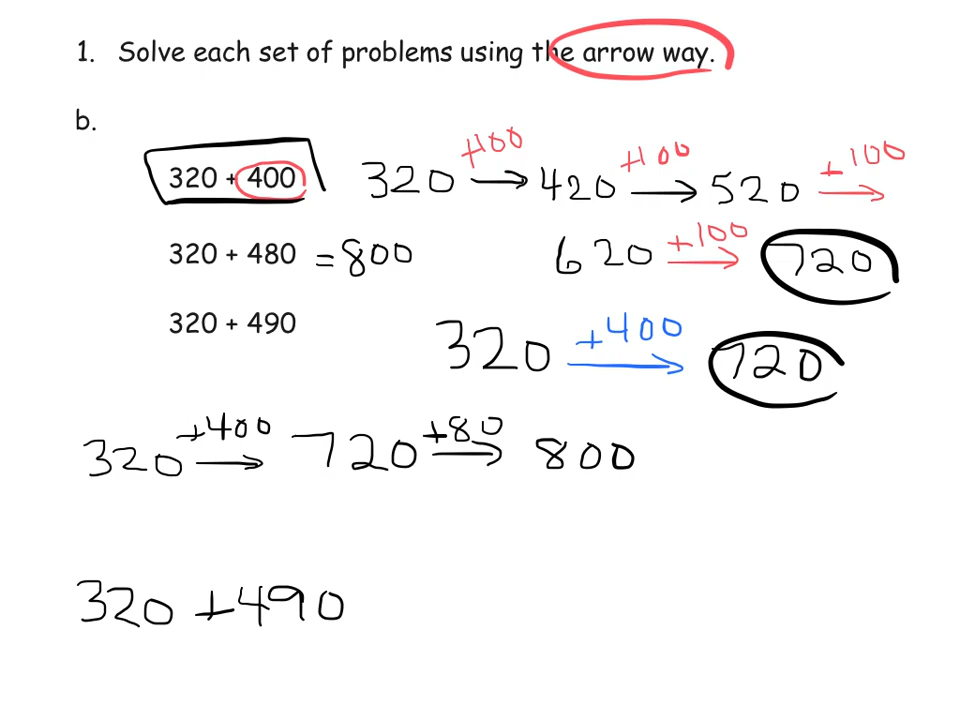 1. Solve each set of problems using the arrow way.
b.
320 + 400
320 +100 → 420 +100 → 520 +100 →
620 +100 → 720
320 + 480 = 800
320 + 490
320 +400 → 720
320 +400 → 720 +80 → 800
320 + 490